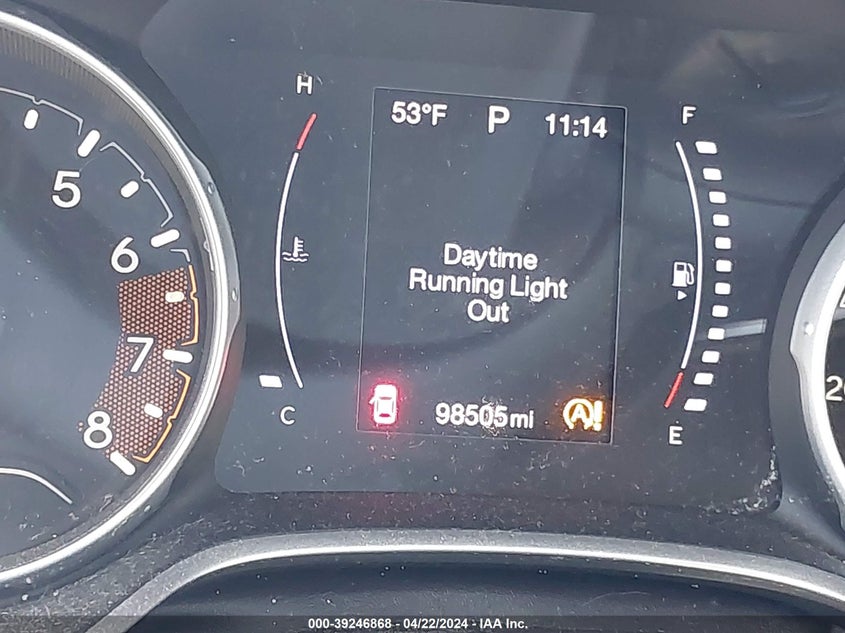 H
53°F P 11:14
F
5
6
7
8
Daytime
Running Light
Out
98505mi
C
E
20
000-39246868 - 04/22/2024 - IAA Inc.